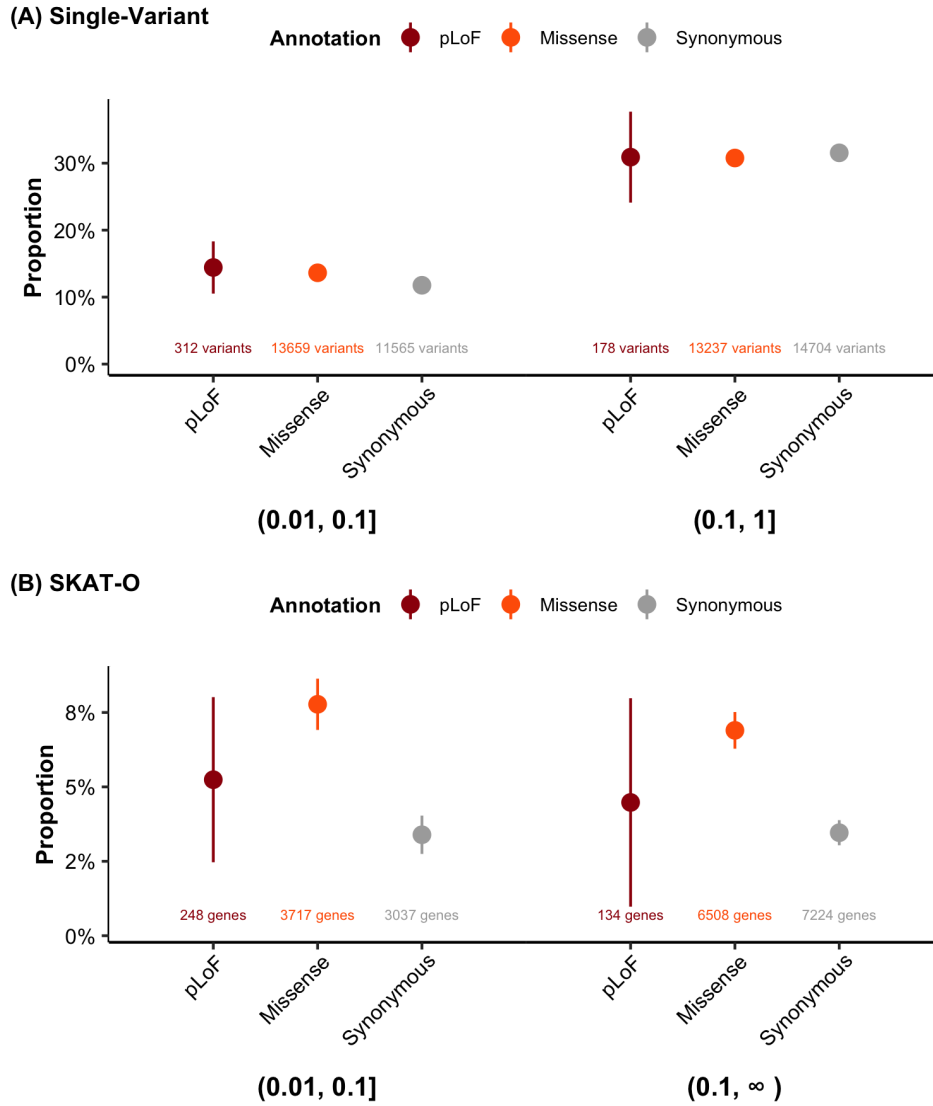 (A) Single-Variant
Annotation pLoF Missense Synonymous
Proportion
30%
20%
10%
0%
312 variants 13659 variants 11565 variants 178 variants 13237 variants 14704 variants
pLoF Missense Synonymous pLoF Missense Synonymous
(0.01, 0.1] (0.1, 1]
(B) SKAT-O
Annotation pLoF Missense Synonymous
Proportion
8%
5%
2%
0%
248 genes 3717 genes 3037 genes 134 genes 6508 genes 7224 genes
pLoF Missense Synonymous pLoF Missense Synonymous
(0.01, 0.1] (0.1, ∞ )